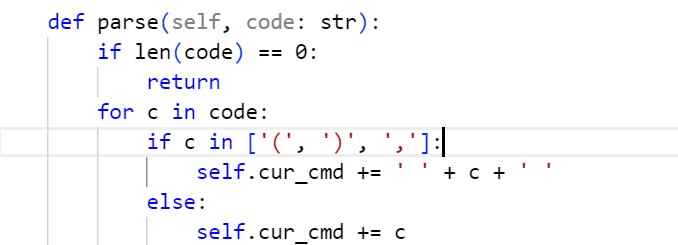 def parse(self, code: str):
    if len(code) == 0:
        return
    for c in code:
        if c in ['(', ')', ',']:
            self.cur_cmd += ' ' + c + ' '
        else:
            self.cur_cmd += c